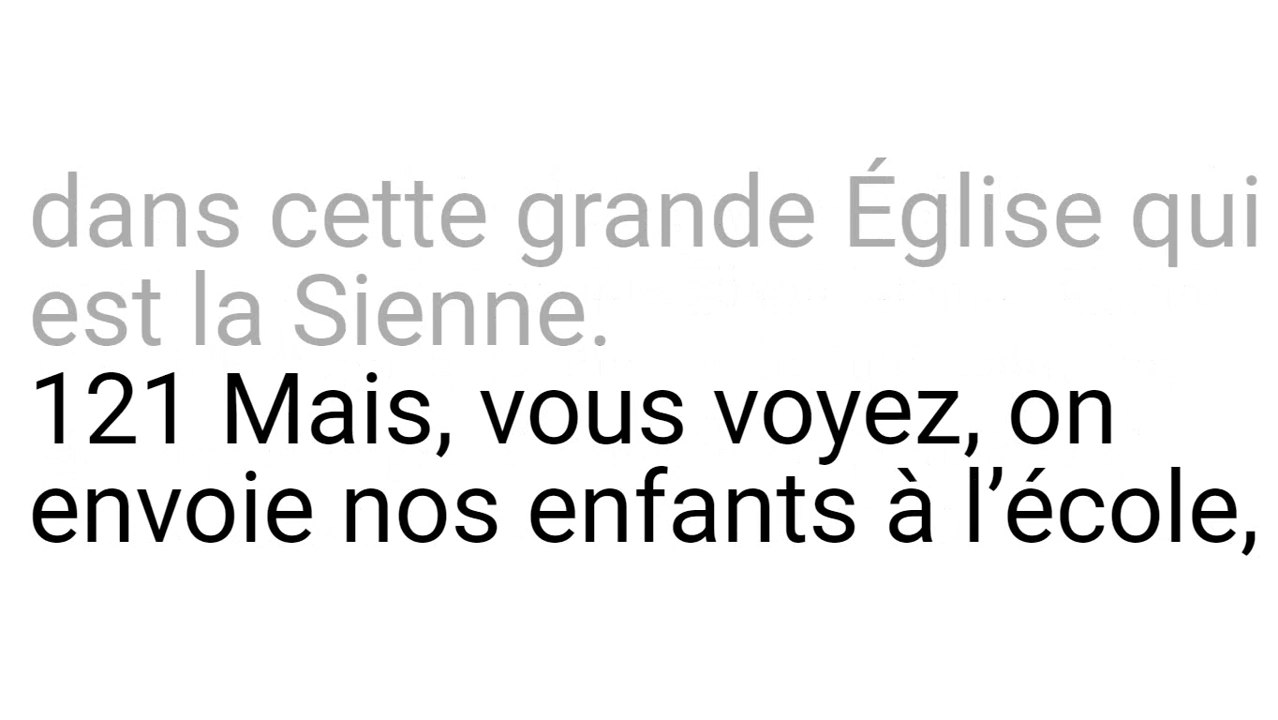 dans cette grande Église qui
est la Sienne.
121 Mais, vous voyez, on
envoie nos enfants à l’école,